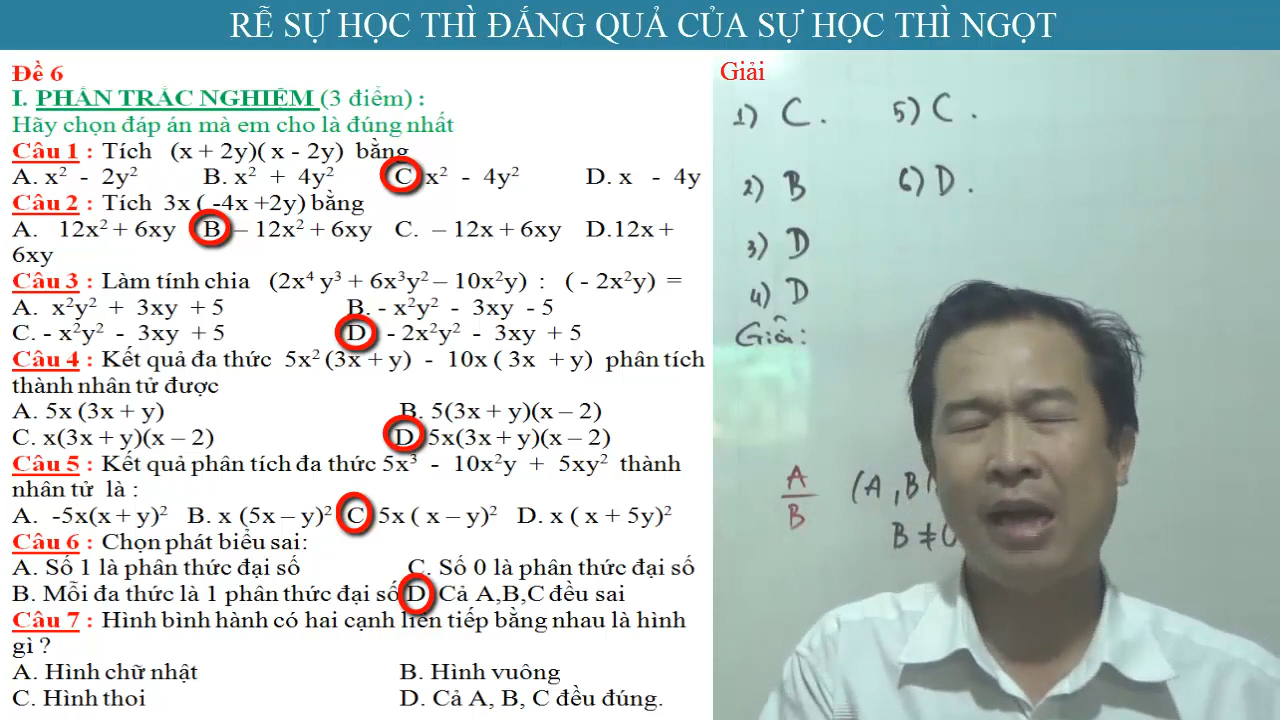 RỄ SỰ HỌC THÌ ĐẮNG QUẢ CỦA SỰ HỌC THÌ NGỌT
Đề 6
I. PHẦN TRẮC NGHIỆM (3 điểm) :
Hãy chọn đáp án mà em cho là đúng nhất
Câu 1 : Tích (x + 2y)( x - 2y) bằng
A. x² - 2y² B. x² + 4y² C x² - 4y² D. x - 4y
Câu 2 : Tích 3x ( -4x +2y) bằng
A. 12x² + 6xy B – 12x² + 6xy C. – 12x + 6xy D.12x +
6xy
Câu 3 : Làm tính chia (2x⁴ y³ + 6x³y² – 10x²y) : ( - 2x²y) =
A. x²y² + 3xy + 5 B. - x²y² - 3xy - 5
C. - x²y² - 3xy + 5 D - 2x²y² - 3xy + 5
Câu 4 : Kết quả đa thức 5x² (3x + y) - 10x ( 3x + y) phân tích
thành nhân tử được
A. 5x (3x + y) B. 5(3x + y)(x – 2)
C. x(3x + y)(x – 2) D 5x(3x + y)(x – 2)
Câu 5 : Kết quả phân tích đa thức 5x³ - 10x²y + 5xy² thành
nhân tử là :
A. -5x(x + y)² B. x (5x – y)² C 5x ( x – y)² D. x ( x + 5y)²
Câu 6 : Chọn phát biểu sai:
A. Số 1 là phân thức đại số C. Số 0 là phân thức đại số
B. Mỗi đa thức là 1 phân thức đại số D Cả A,B,C đều sai
Câu 7 : Hình bình hành có hai cạnh liên tiếp bằng nhau là hình
gì ?
A. Hình chữ nhật B. Hình vuông
C. Hình thoi D. Cả A, B, C đều đúng.
Giải
1) C . 5) C .
2) B 6) D .
3) D
4) D
A (A , B
B B ≠ 0